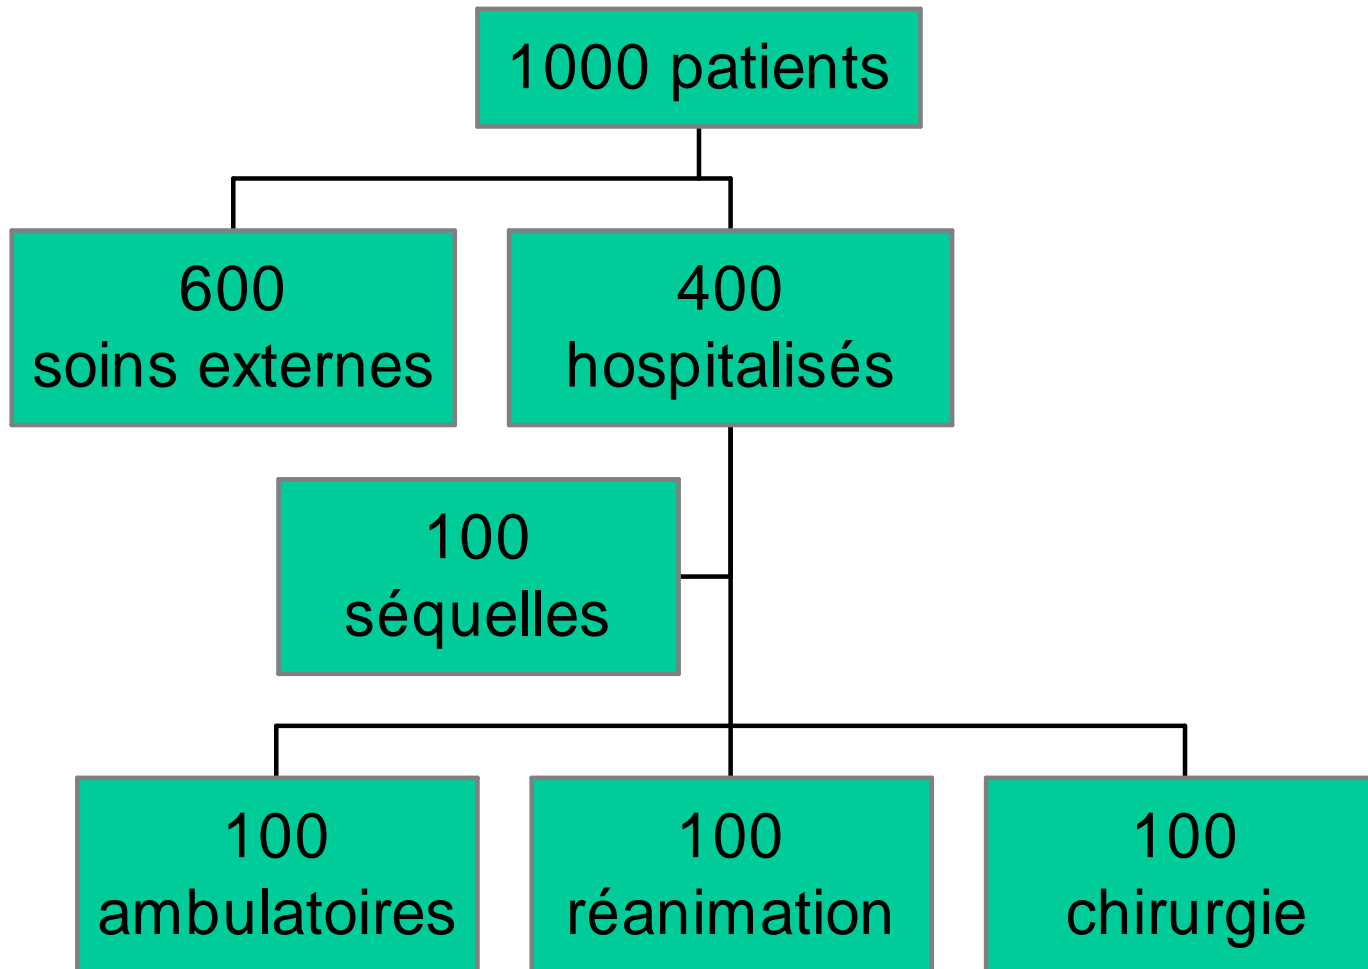 1000 patients
600
soins externes
400
hospitalisés
100
séquelles
100
ambulatoires
100
réanimation
100
chirurgie